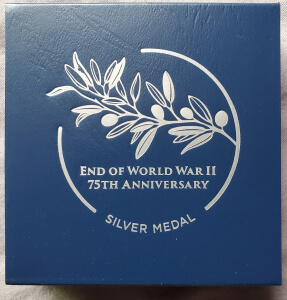 END OF WORLD WAR II
75TH ANNIVERSARY
SILVER MEDAL